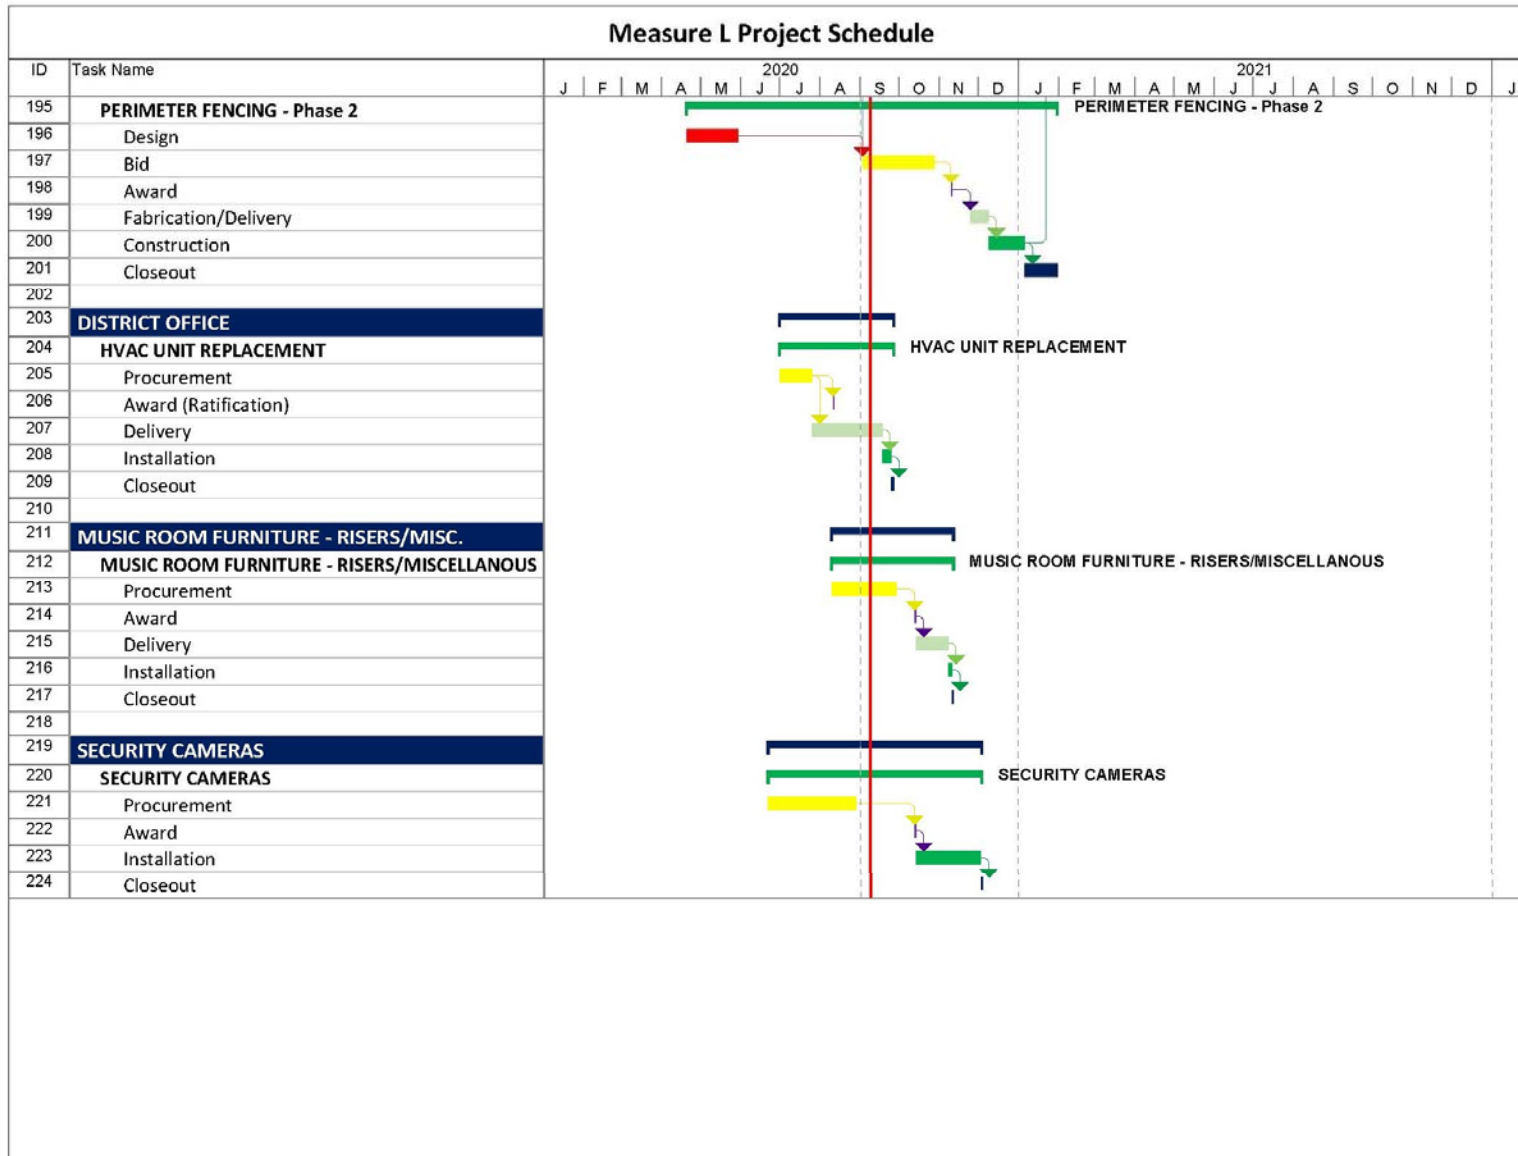 Measure L Project Schedule
ID Task Name 2020 2021
J F M A M J J A S O N D J F M A M J J A S O N D J
195 PERIMETER FENCING - Phase 2 PERIMETER FENCING - Phase 2
196 Design
197 Bid
198 Award
199 Fabrication/Delivery
200 Construction
201 Closeout
202
203 DISTRICT OFFICE
204 HVAC UNIT REPLACEMENT HVAC UNIT REPLACEMENT
205 Procurement
206 Award (Ratification)
207 Delivery
208 Installation
209 Closeout
210
211 MUSIC ROOM FURNITURE - RISERS/MISC.
212 MUSIC ROOM FURNITURE - RISERS/MISCELLANOUS MUSIC ROOM FURNITURE - RISERS/MISCELLANOUS
213 Procurement
214 Award
215 Delivery
216 Installation
217 Closeout
218
219 SECURITY CAMERAS
220 SECURITY CAMERAS SECURITY CAMERAS
221 Procurement
222 Award
223 Installation
224 Closeout